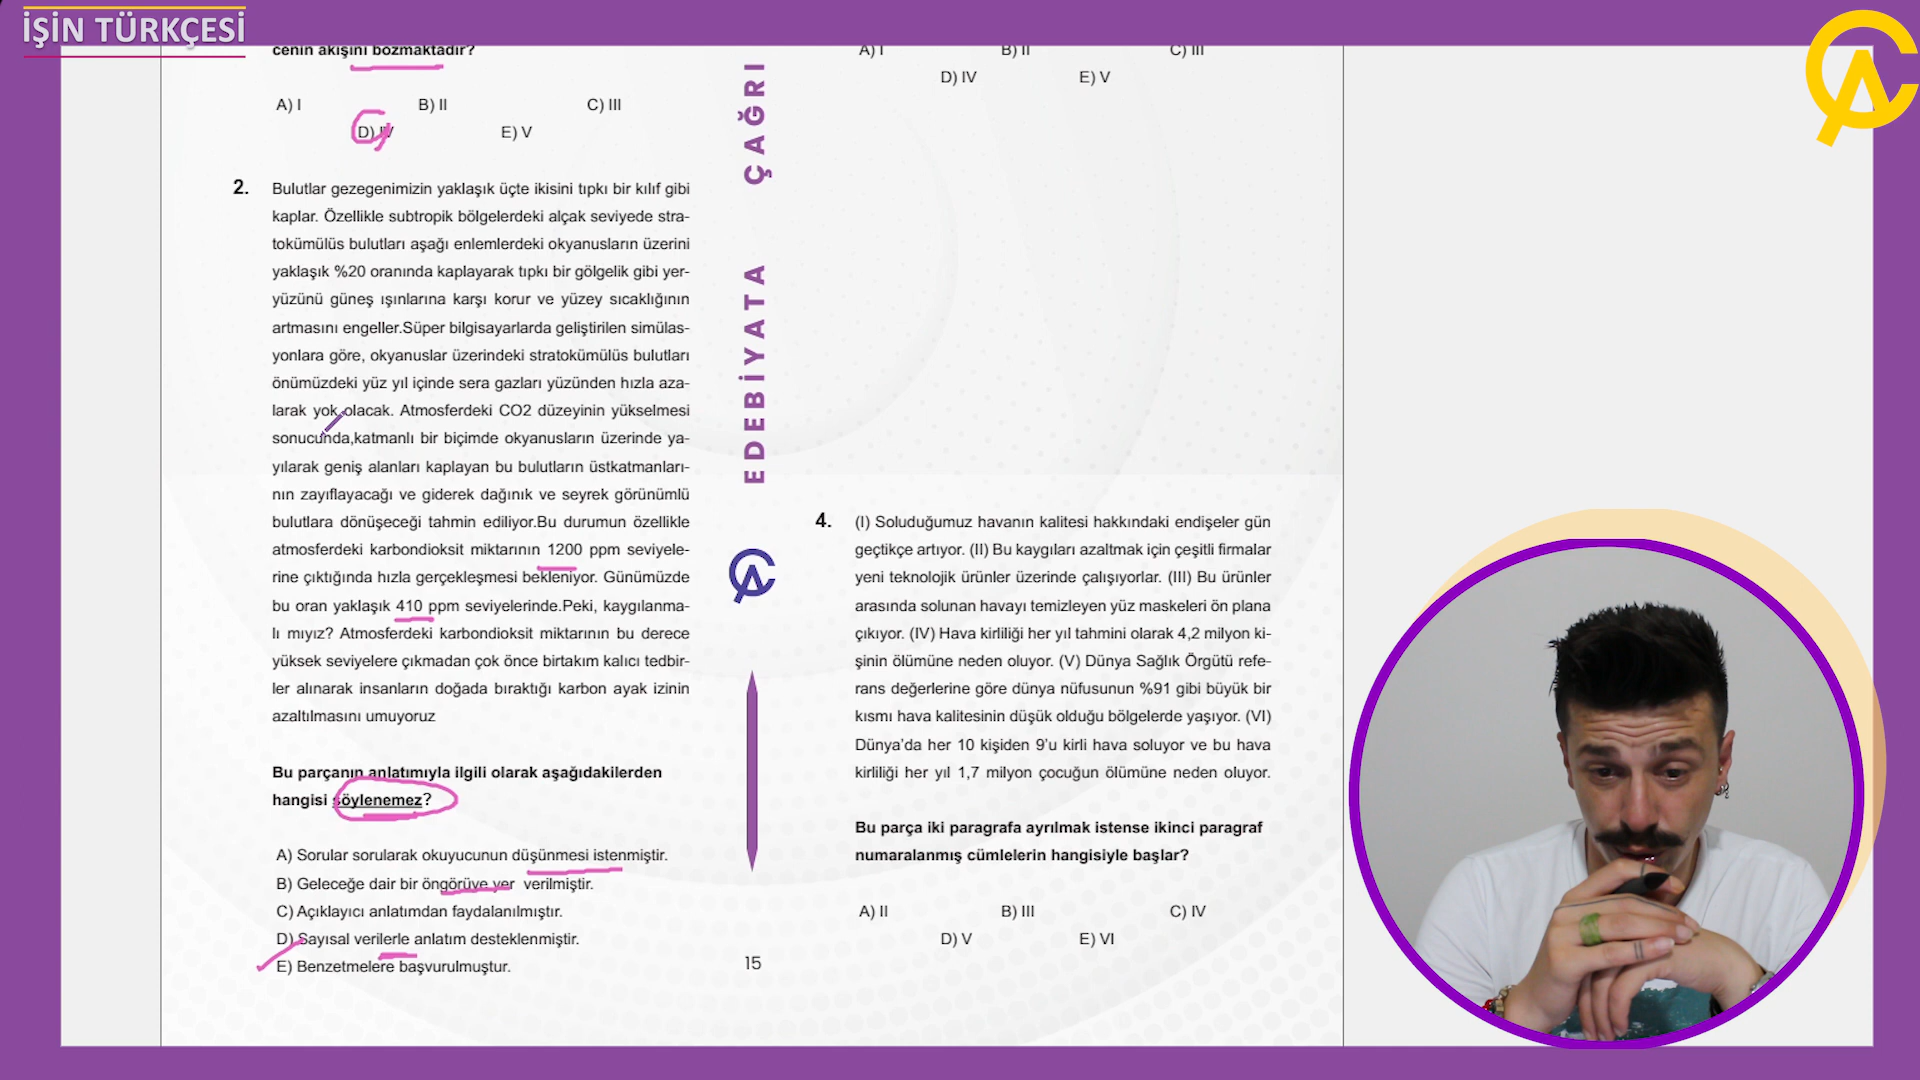 İŞİN TÜRKÇESİ
cenin akışını bozmaktadır?
A) I B) II C) III
D) IV E) V
2. Bulutlar gezegenimizin yaklaşık üçte ikisini tıpkı bir kılıf gibi
kaplar. Özellikle subtropik bölgelerdeki alçak seviyede stra-
tokümülüs bulutları aşağı enlemlerdeki okyanusların üzerini
yaklaşık %20 oranında kaplayarak tıpkı bir gölgelik gibi yer-
yüzünü güneş ışınlarına karşı korur ve yüzey sıcaklığının
artmasını engeller.Süper bilgisayarlarda geliştirilen simülas-
yonlara göre, okyanuslar üzerindeki stratokümülüs bulutları
önümüzdeki yüz yıl içinde sera gazları yüzünden hızla aza-
larak yok olacak. Atmosferdeki CO2 düzeyinin yükselmesi
sonucunda,katmanlı bir biçimde okyanusların üzerinde ya-
yılarak geniş alanları kaplayan bu bulutların üstkatmanları-
nın zayıflayacağı ve giderek dağınık ve seyrek görünümlü
bulutlara dönüşeceği tahmin ediliyor.Bu durumun özellikle
atmosferdeki karbondioksit miktarının 1200 ppm seviyele-
rine çıktığında hızla gerçekleşmesi bekleniyor. Günümüzde
bu oran yaklaşık 410 ppm seviyelerinde.Peki, kaygılanma-
lı mıyız? Atmosferdeki karbondioksit miktarının bu derece
yüksek seviyelere çıkmadan çok önce birtakım kalıcı tedbir-
ler alınarak insanların doğada bıraktığı karbon ayak izinin
azaltılmasını umuyoruz
Bu parçanın anlatımıyla ilgili olarak aşağıdakilerden
hangisi söylenemez?
A) Sorular sorularak okuyucunun düşünmesi istenmiştir.
B) Geleceğe dair bir öngörüye yer verilmiştir.
C) Açıklayıcı anlatımdan faydalanılmıştır.
D) Sayısal verilerle anlatım desteklenmiştir.
E) Benzetmelere başvurulmuştur.
EDEBİYATA ÇAĞRI
15
A) I B) II C) III
D) IV E) V
4. (I) Soluduğumuz havanın kalitesi hakkındaki endişeler gün
geçtikçe artıyor. (II) Bu kaygıları azaltmak için çeşitli firmalar
yeni teknolojik ürünler üzerinde çalışıyorlar. (III) Bu ürünler
arasında solunan havayı temizleyen yüz maskeleri ön plana
çıkıyor. (IV) Hava kirliliği her yıl tahmini olarak 4,2 milyon ki-
şinin ölümüne neden oluyor. (V) Dünya Sağlık Örgütü refe-
rans değerlerine göre dünya nüfusunun %91 gibi büyük bir
kısmı hava kalitesinin düşük olduğu bölgelerde yaşıyor. (VI)
Dünya’da her 10 kişiden 9’u kirli hava soluyor ve bu hava
kirliliği her yıl 1,7 milyon çocuğun ölümüne neden oluyor.
Bu parça iki paragrafa ayrılmak istense ikinci paragraf
numaralanmış cümlelerin hangisiyle başlar?
A) II B) III C) IV
D) V E) VI